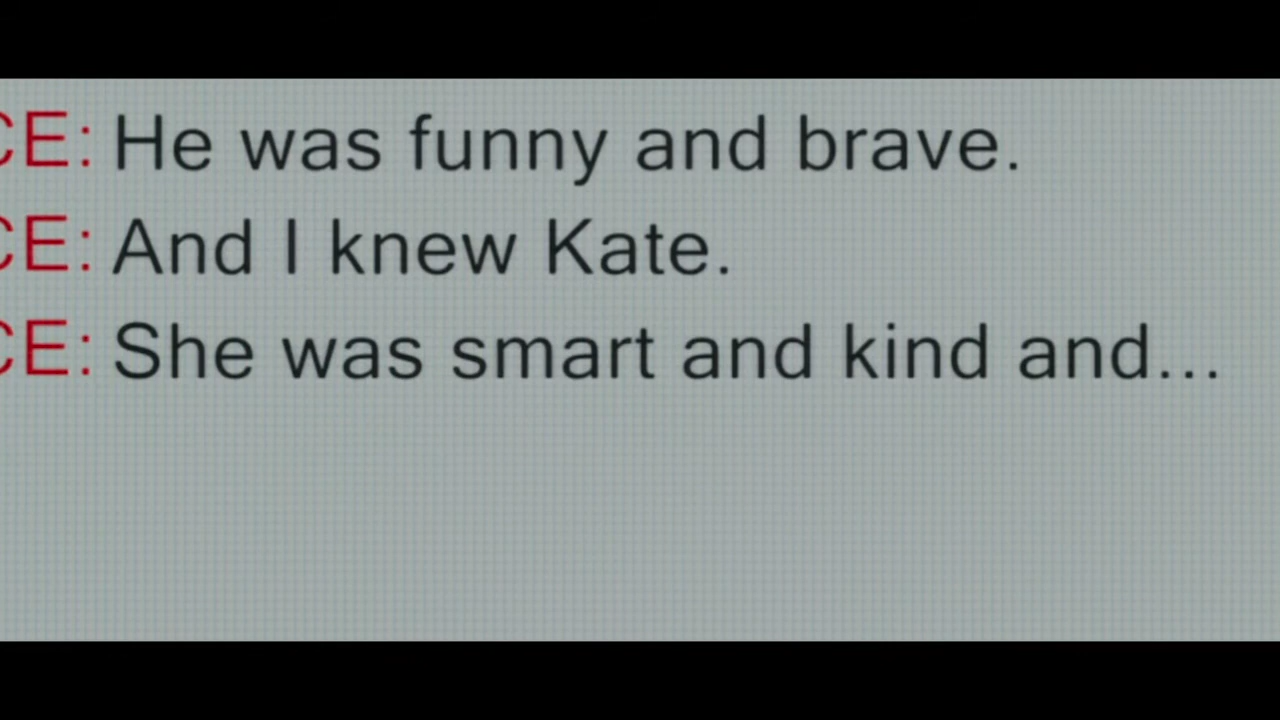 CE: He was funny and brave.
CE: And I knew Kate.
CE: She was smart and kind and...